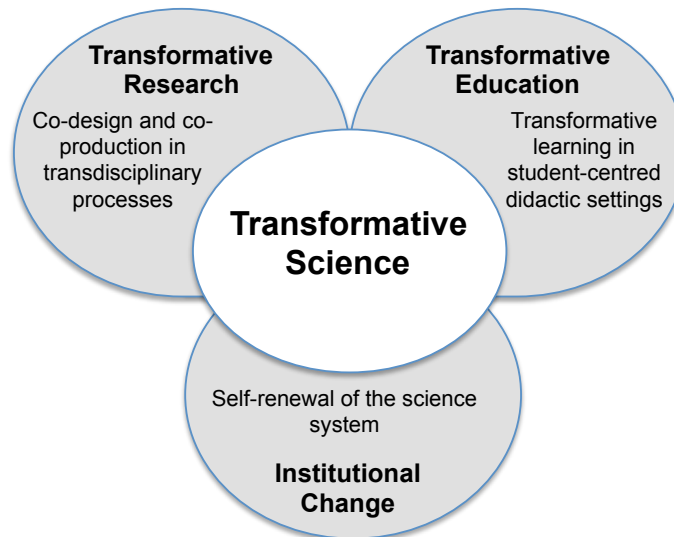 Transformative
Research
Co-design and co-
production in
transdisciplinary
processes
Transformative
Education
Transformative
learning in
student-centred
didactic settings
Transformative
Science
Self-renewal of the science
system
Institutional
Change